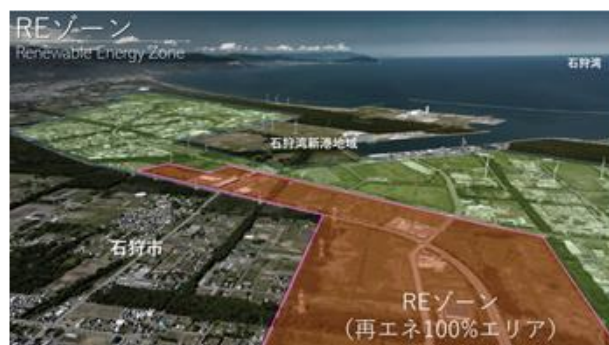 REゾーン
Renewable Energy Zone
石狩湾
石狩湾新港地域
石狩市
REゾーン
(再エネ100%エリア)